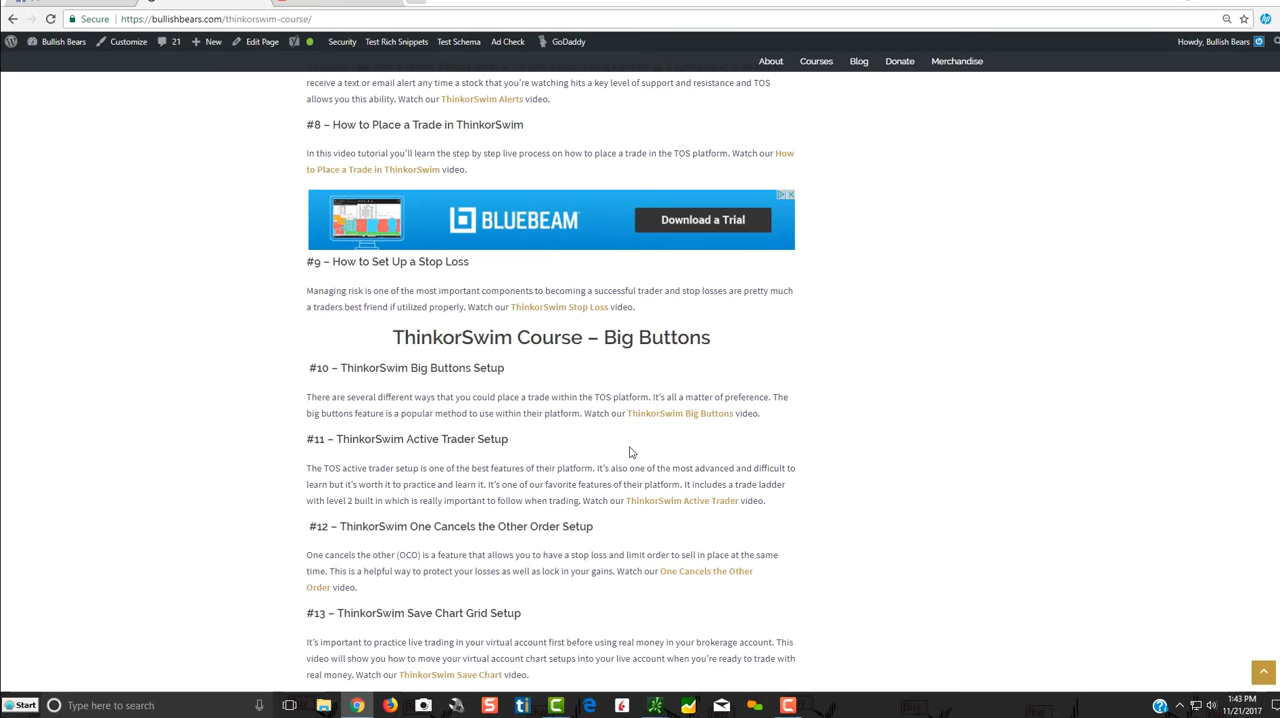 Secure https://bullishbears.com/thinkorswim-course/
Bullish Bears Customize 21 New Edit Page Security Test Rich Snippets Test Schema Ad Check GoDaddy Howdy, Bullish Bears
About Courses Blog Donate Merchandise
receive a text or email alert any time a stock that you're watching hits a key level of support and resistance and TOS
allows you this ability. Watch our ThinkorSwim Alerts video.
#8 – How to Place a Trade in ThinkorSwim
In this video tutorial you'll learn the step by step live process on how to place a trade in the TOS platform. Watch our How
to Place a Trade in ThinkorSwim video.
BLUEBEAM Download a Trial
#9 – How to Set Up a Stop Loss
Managing risk is one of the most important components to becoming a successful trader and stop losses are pretty much
a traders best friend if utilized properly. Watch our ThinkorSwim Stop Loss video.
ThinkorSwim Course – Big Buttons
#10 – ThinkorSwim Big Buttons Setup
There are several different ways that you could place a trade within the TOS platform. It's all a matter of preference. The
big buttons feature is a popular method to use within their platform. Watch our ThinkorSwim Big Buttons video.
#11 – ThinkorSwim Active Trader Setup
The TOS active trader setup is one of the best features of their platform. It's also one of the most advanced and difficult to
learn but it's worth it to practice and learn it. It's one of our favorite features of their platform. It includes a trade ladder
with level 2 built in which is really important to follow when trading. Watch our ThinkorSwim Active Trader video.
#12 – ThinkorSwim One Cancels the Other Order Setup
One cancels the other (OCO) is a feature that allows you to have a stop loss and limit order to sell in place at the same
time. This is a helpful way to protect your losses as well as lock in your gains. Watch our One Cancels the Other
Order video.
#13 – ThinkorSwim Save Chart Grid Setup
It's important to practice live trading in your virtual account first before using real money in your brokerage account. This
video will show you how to move your virtual account chart setups into your live account when you're ready to trade with
real money. Watch our ThinkorSwim Save Chart video.
Start Type here to search
1:43 PM
11/21/2017